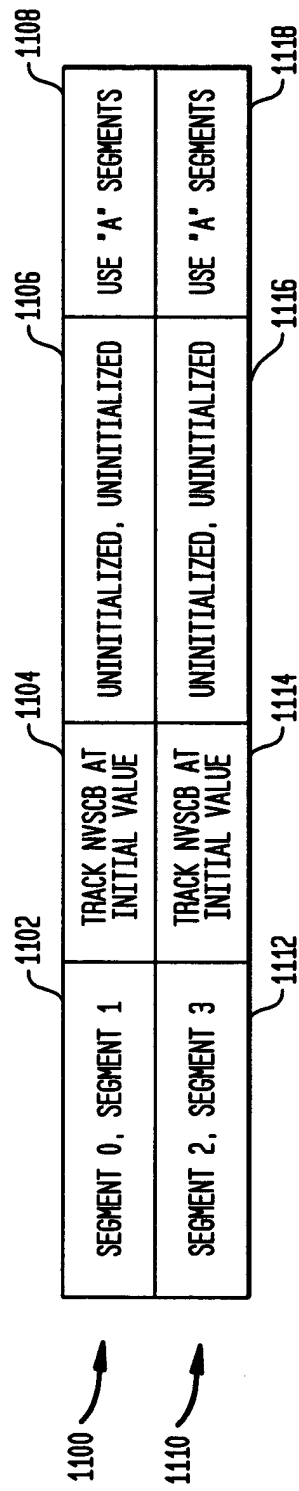 1102
1104
1106
1108
1100
SEGMENT 0, SEGMENT 1
TRACK NVSCB AT
INITIAL VALUE
UNINITIALIZED, UNINITIALIZED
USE "A" SEGMENTS
1110
SEGMENT 2, SEGMENT 3
TRACK NVSCB AT
INITIAL VALUE
UNINITIALIZED, UNINITIALIZED
USE "A" SEGMENTS
1112
1114
1116
1118